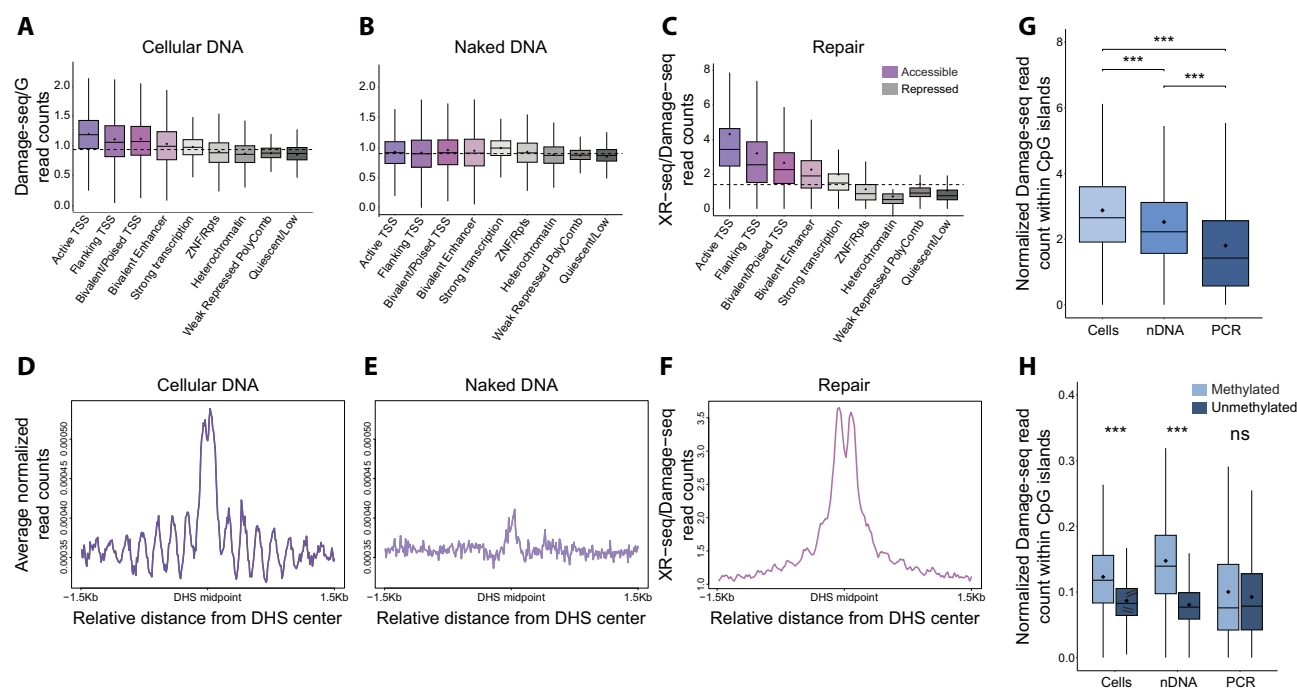 A
Cellular DNA
Damage-seq/G
read counts
2.0
1.5
1.0
0.5
0.0
Active TSS
Flanking TSS
Bivalent/Poised TSS
Bivalent Enhancer
Strong transcription
ZNF/Rpts
Heterochromatin
Weak Repressed PolyComb
Quiescent/Low
B
Naked DNA
2.0
1.5
1.0
0.5
0.0
Active TSS
Flanking TSS
Bivalent/Poised TSS
Bivalent Enhancer
Strong transcription
ZNF/Rpts
Heterochromatin
Weak Repressed PolyComb
Quiescent/Low
C
Repair
XR-seq/Damage-seq
read counts
8
6
4
2
0
Accessible
Repressed
Active TSS
Flanking TSS
Bivalent/Poised TSS
Bivalent Enhancer
Strong transcription
ZNF/Rpts
Heterochromatin
Weak Repressed PolyComb
Quiescent/Low
G
Normalized Damage-seq read
count within CpG islands
8
6
4
2
0
***
***
***
Cells
nDNA
PCR
D
Cellular DNA
Average normalized
read counts
0.00050
0.00045
0.00040
0.00035
−1.5Kb
DHS midpoint
1.5Kb
Relative distance from DHS center
E
Naked DNA
0.00050
0.00045
0.00040
0.00035
−1.5Kb
DHS midpoint
1.5Kb
Relative distance from DHS center
F
Repair
XR−seq/Damage−seq
read counts
3.5
3.0
2.5
2.0
1.5
1.0
−1.5Kb
DHS midpoint
1.5Kb
Relative distance from DHS center
H
Normalized Damage-seq read
count within CpG islands
0.4
0.3
0.2
0.1
0.0
Methylated
Unmethylated
***
***
ns
Cells
nDNA
PCR